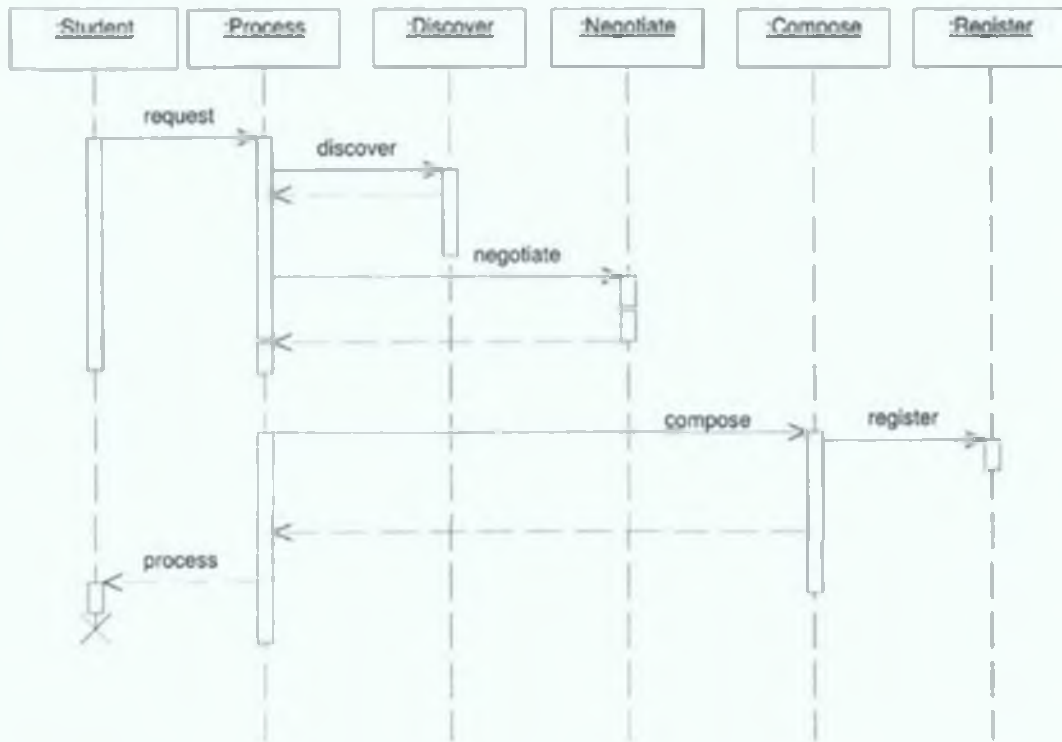 :Student :Process :Discover :Negotiate :Compose :Register
request
discover
negotiate
compose register
process